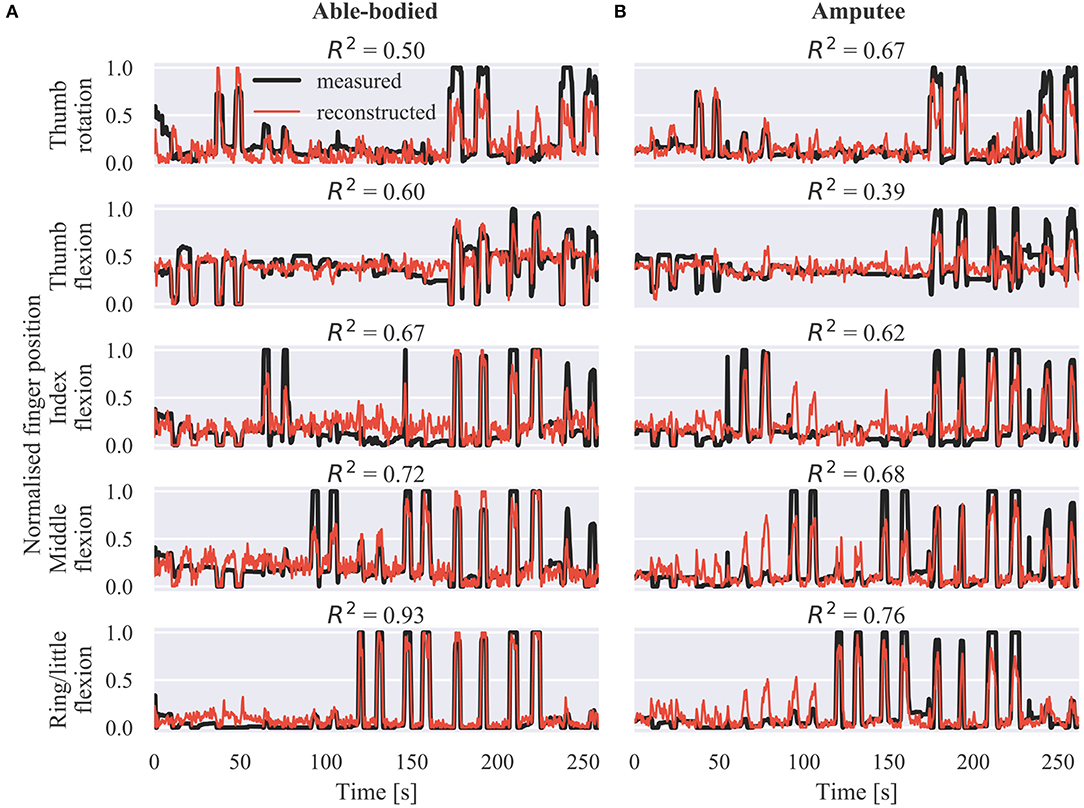 A
Able-bodied
B
Amputee
Normalised finger position
Thumb
rotation
R² = 0.50
measured
reconstructed
1.0
0.5
0.0
R² = 0.67
Thumb
flexion
R² = 0.60
1.0
0.5
0.0
R² = 0.39
Index
flexion
R² = 0.67
1.0
0.5
0.0
R² = 0.62
Middle
flexion
R² = 0.72
1.0
0.5
0.0
R² = 0.68
Ring/little
flexion
R² = 0.93
1.0
0.5
0.0
R² = 0.76
0 50 100 150 200 250
Time [s]
0 50 100 150 200 250
Time [s]